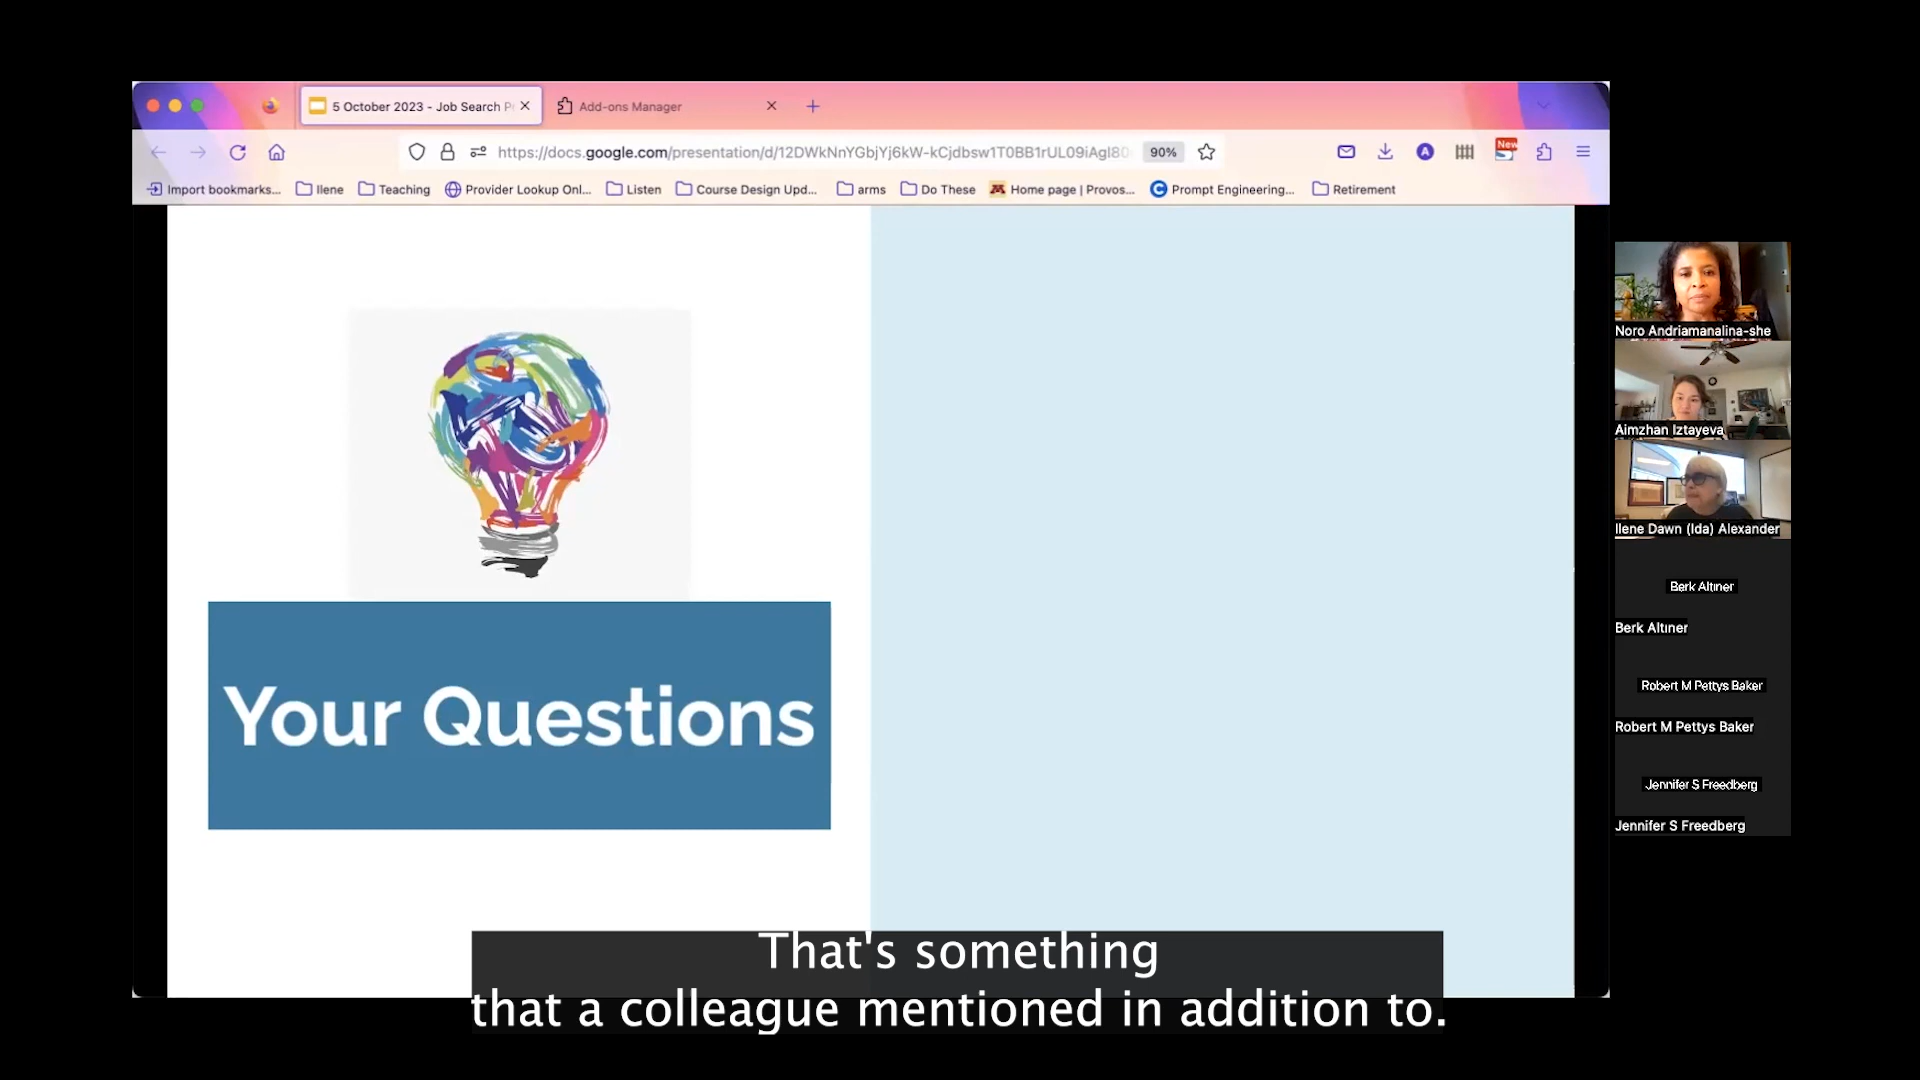 5 October 2023 - Job Search P
Add-ons Manager
https://docs.google.com/presentation/d/12DWkNnYGbjYj6kW-kCjdbsw1T0BB1rUL09iAgI80
90%
A
New
Import bookmarks...
Ilene
Teaching
Provider Lookup Onl...
Listen
Course Design Upd...
arms
Do These
Home page | Provos...
Prompt Engineering...
Retirement
Your Questions
Noro Andriamanalina-she
Aimzhan Iztayeva
Ilene Dawn (Ida) Alexander
Berk Altıner
Berk Altıner
Robert M Pettys Baker
Robert M Pettys Baker
Jennifer S Freedberg
Jennifer S Freedberg
That's something
that a colleague mentioned in addition to.